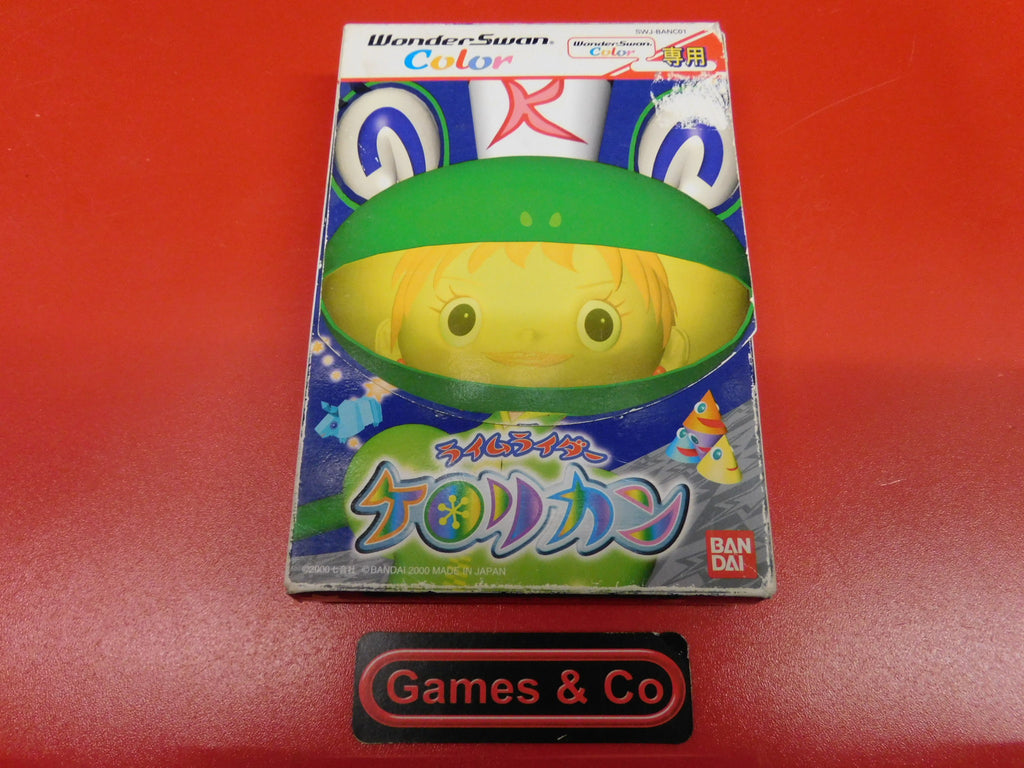 SWJ-BANC01
WonderSwan®
Color
WonderSwan
Color
専用
K
ライムライダー
ケロリカン
BAN
DAI
©2000 七音社 ©BANDAI 2000 MADE IN JAPAN
Games & Co